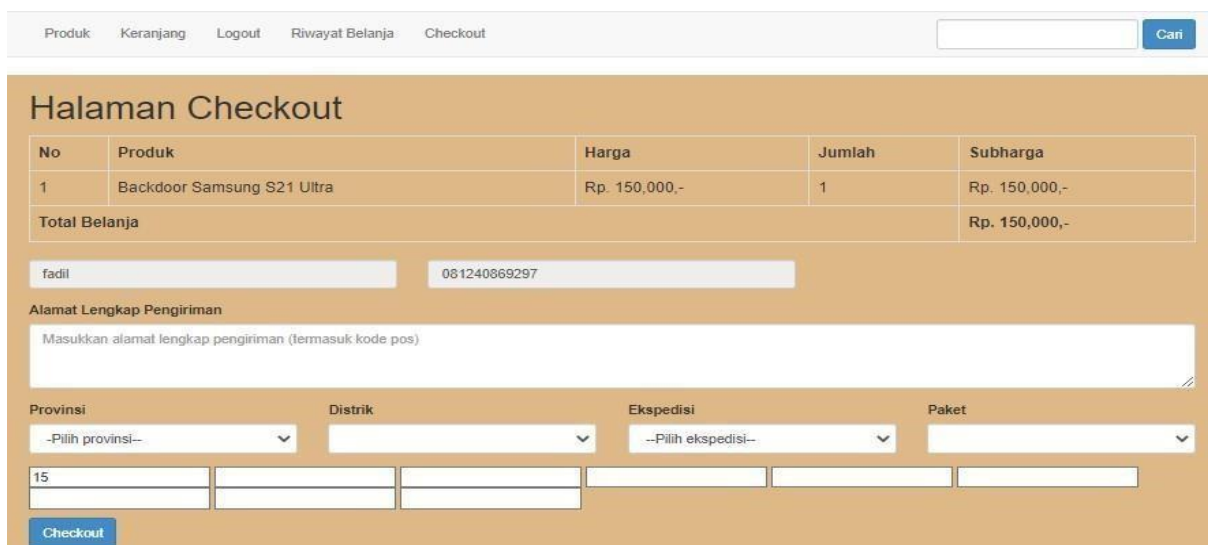 Produk Keranjang Logout Riwayat Belanja Checkout Cari
Halaman Checkout
No Produk Harga Jumlah Subharga
1 Backdoor Samsung S21 Ultra Rp. 150,000,- 1 Rp. 150,000,-
Total Belanja Rp. 150,000,-
fadil 081240869297
Alamat Lengkap Pengiriman
Masukkan alamat lengkap pengiriman (termasuk kode pos)
Provinsi Distrik Ekspedisi Paket
-Pilih provinsi-- --Pilih ekspedisi--
15
Checkout